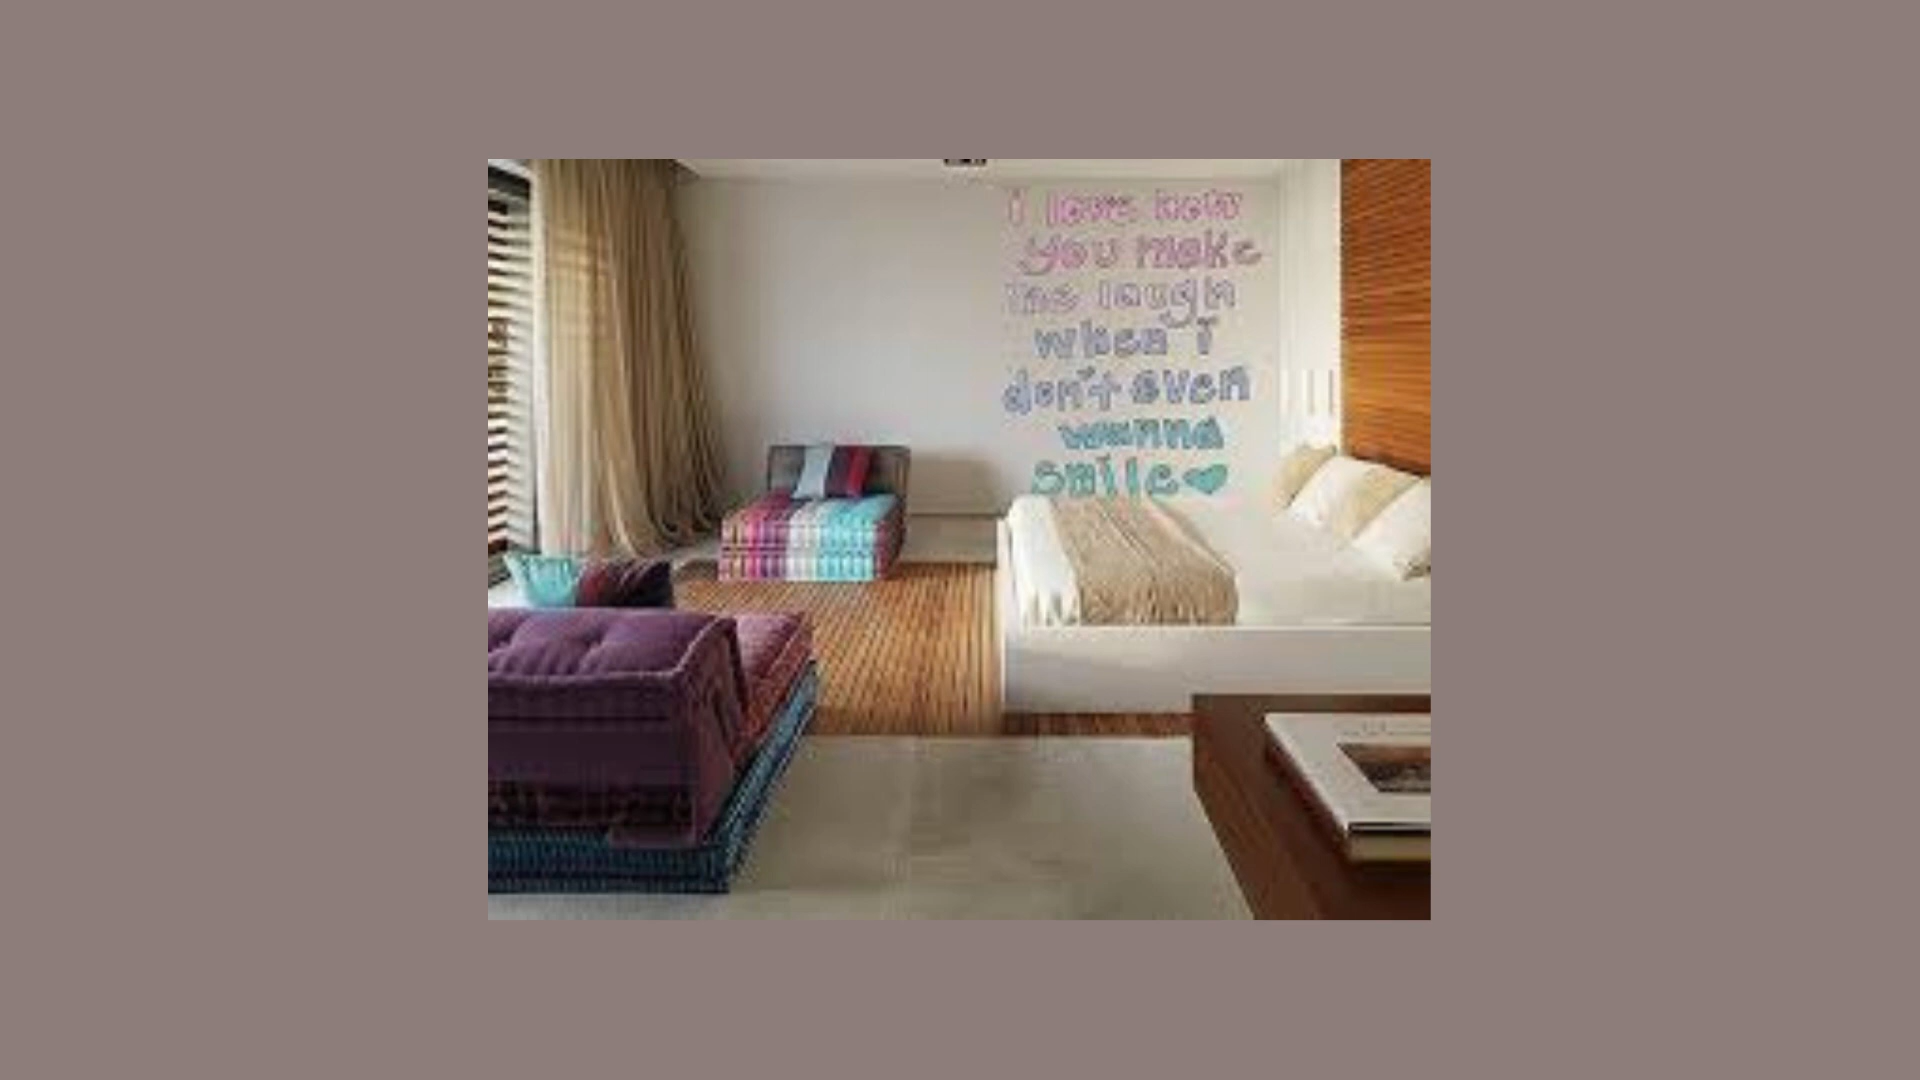 i love how
you make
me laugh
when i
don't even
wanna
smile